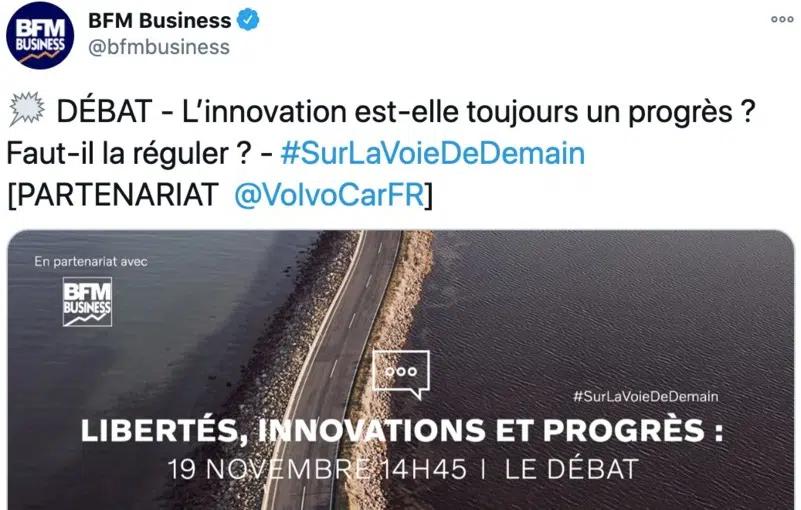 BFM
BUSINESS
BFM Business
@bfmbusiness
DÉBAT - L’innovation est-elle toujours un progrès ?
Faut-il la réguler ? - #SurLaVoieDeDemain
[PARTENARIAT @VolvoCarFR]
En partenariat avec
BFM
BUSINESS
#SurLaVoieDeDemain
LIBERTÉS, INNOVATIONS ET PROGRÈS :
19 NOVEMBRE 14H45 | LE DÉBAT